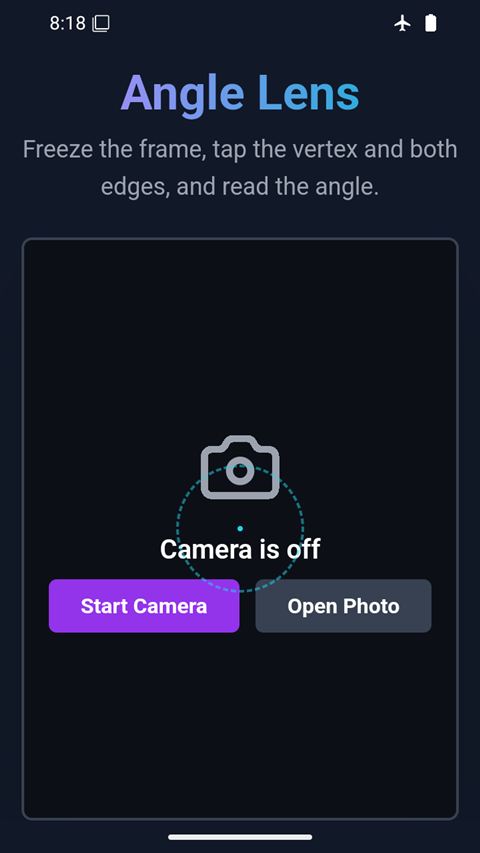 8:18
Angle Lens
Freeze the frame, tap the vertex and both
edges, and read the angle.
Camera is off
Start Camera
Open Photo